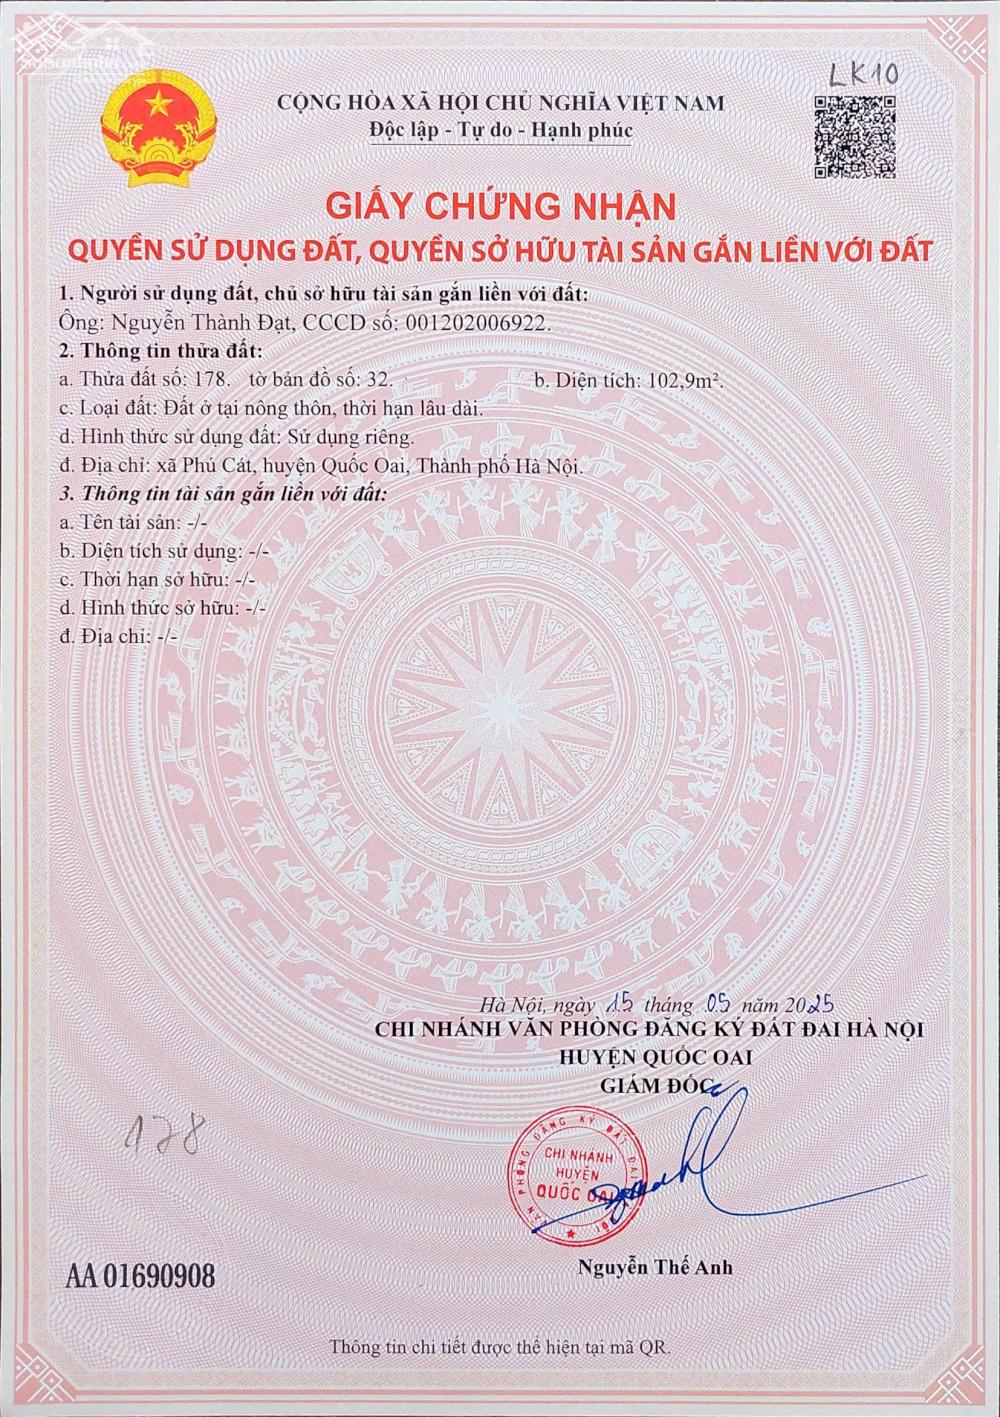 LK10
CỘNG HÒA XÃ HỘI CHỦ NGHĨA VIỆT NAM
Độc lập - Tự do - Hạnh phúc
GIẤY CHỨNG NHẬN
QUYỀN SỬ DỤNG ĐẤT, QUYỀN SỞ HỮU TÀI SẢN GẮN LIỀN VỚI ĐẤT
1. Người sử dụng đất, chủ sở hữu tài sản gắn liền với đất:
Ông: Nguyễn Thành Đạt, CCCD số: 001202006922.
2. Thông tin thửa đất:
a. Thửa đất số: 178. tờ bản đồ số: 32. b. Diện tích: 102,9m².
c. Loại đất: Đất ở tại nông thôn, thời hạn lâu dài.
d. Hình thức sử dụng đất: Sử dụng riêng.
đ. Địa chỉ: xã Phú Cát, huyện Quốc Oai, Thành phố Hà Nội.
3. Thông tin tài sản gắn liền với đất:
a. Tên tài sản: -/-
b. Diện tích sử dụng: -/-
c. Thời hạn sở hữu: -/-
d. Hình thức sở hữu: -/-
đ. Địa chỉ: -/-
Hà Nội, ngày 15 tháng 05 năm 2025
CHI NHÁNH VĂN PHÒNG ĐĂNG KÝ ĐẤT ĐAI HÀ NỘI
HUYỆN QUỐC OAI
GIÁM ĐỐC
178
VĂN PHÒNG ĐĂNG KÝ ĐẤT ĐAI
CHI NHÁNH
HUYỆN
QUỐC OAI
Nguyễn Thế Anh
AA 01690908
Thông tin chi tiết được thể hiện tại mã QR.